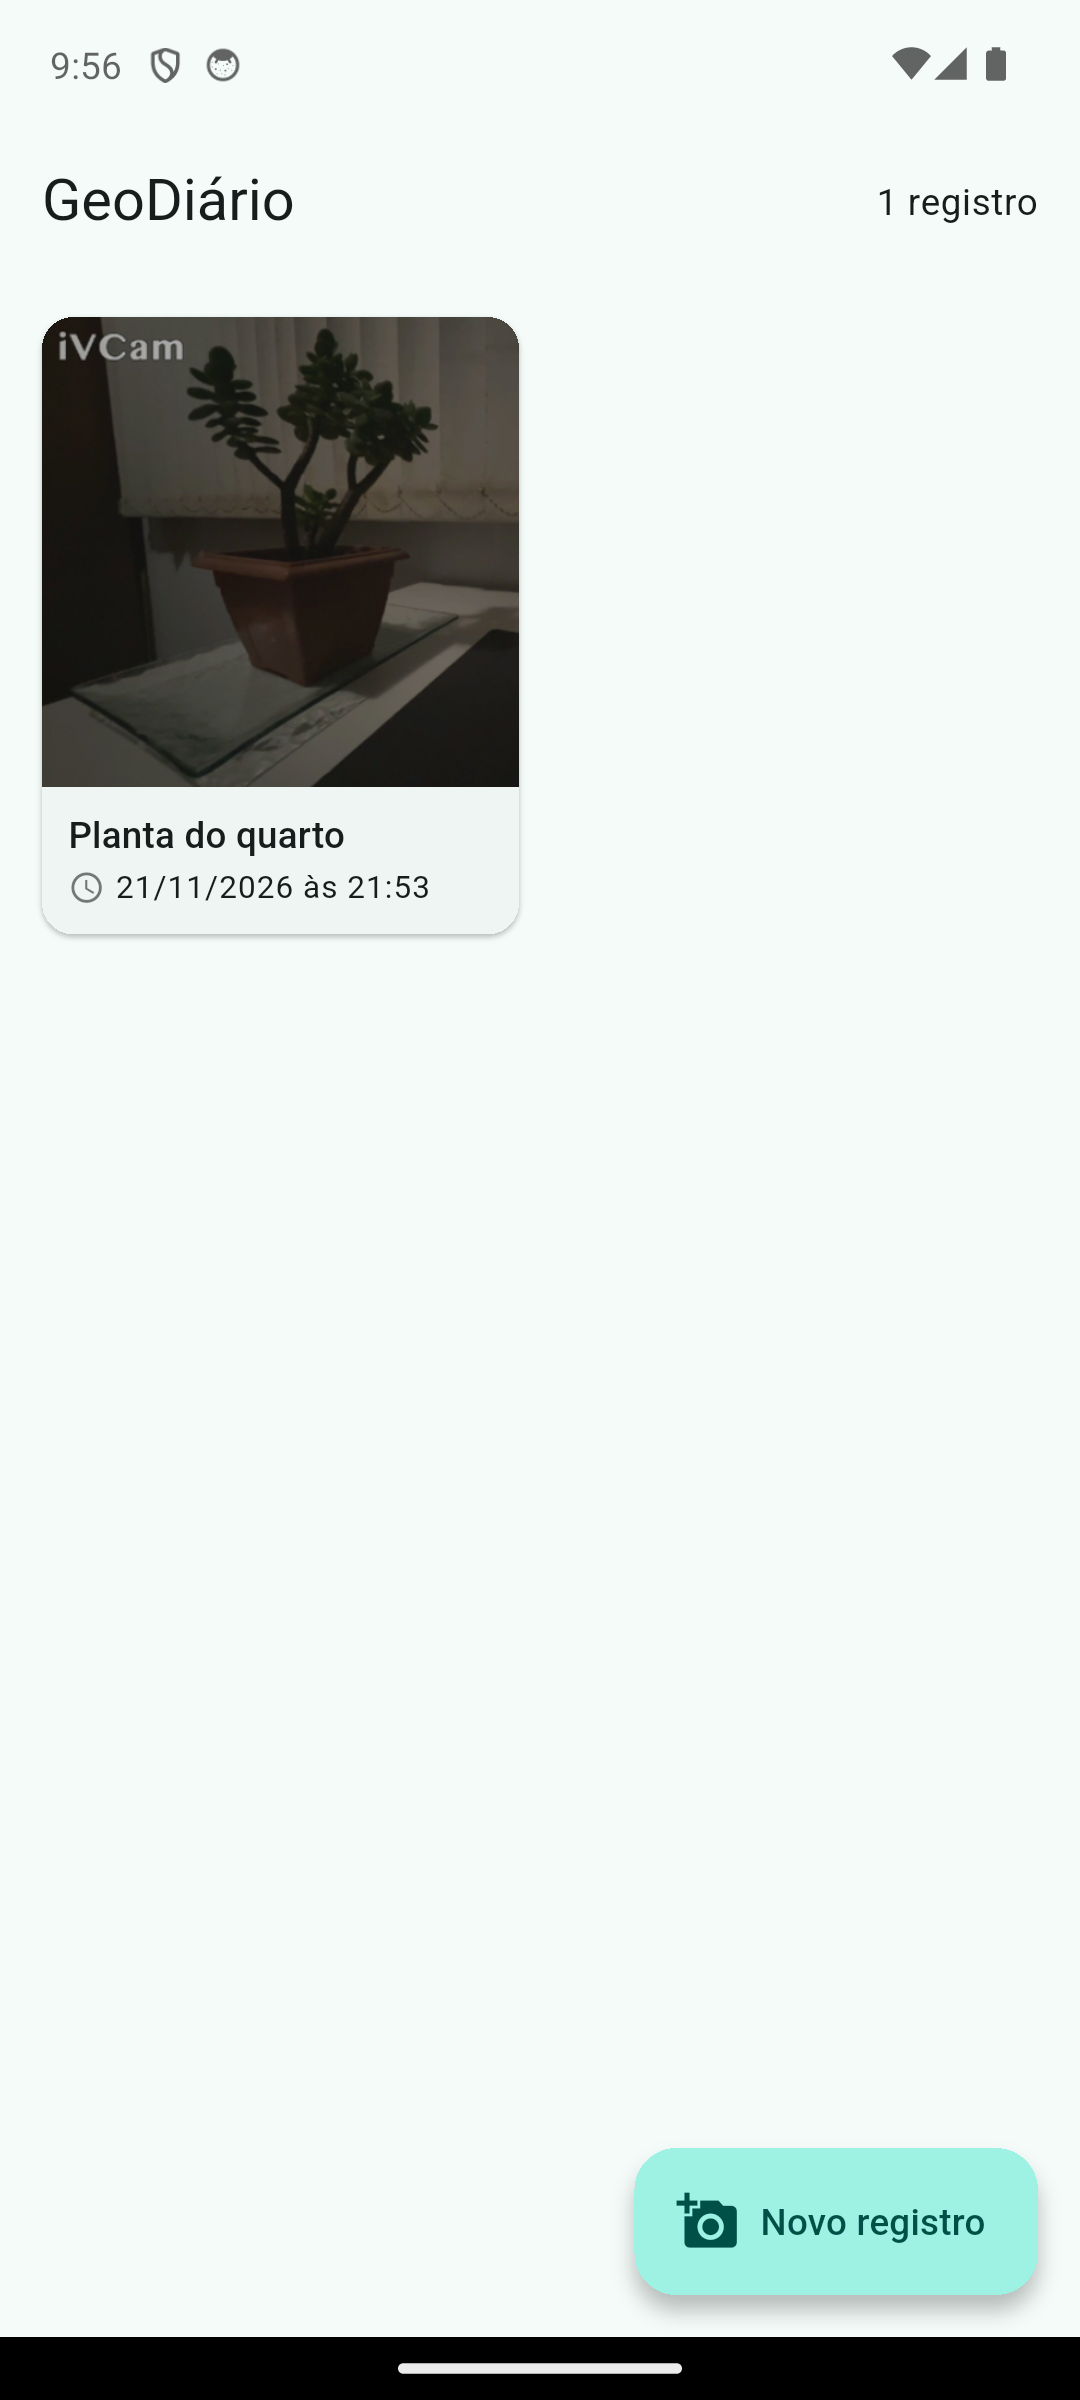 9:56
GeoDiário
1 registro
iVCam
Planta do quarto
21/11/2026 às 21:53
Novo registro